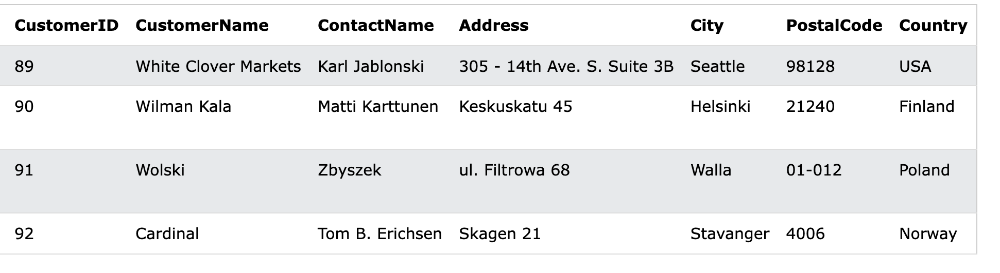 CustomerID CustomerName ContactName Address City PostalCode Country
89 White Clover Markets Karl Jablonski 305 - 14th Ave. S. Suite 3B Seattle 98128 USA
90 Wilman Kala Matti Karttunen Keskuskatu 45 Helsinki 21240 Finland
91 Wolski Zbyszek ul. Filtrowa 68 Walla 01-012 Poland
92 Cardinal Tom B. Erichsen Skagen 21 Stavanger 4006 Norway